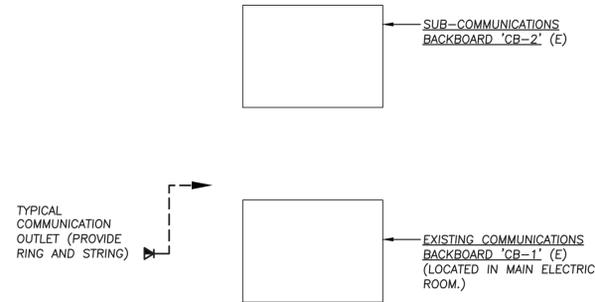 SUB-COMMUNICATIONS
BACKBOARD 'CB-2' (E)
TYPICAL
COMMUNICATION
OUTLET (PROVIDE
RING AND STRING)
EXISTING COMMUNICATIONS
BACKBOARD 'CB-1' (E)
(LOCATED IN MAIN ELECTRIC
ROOM.)